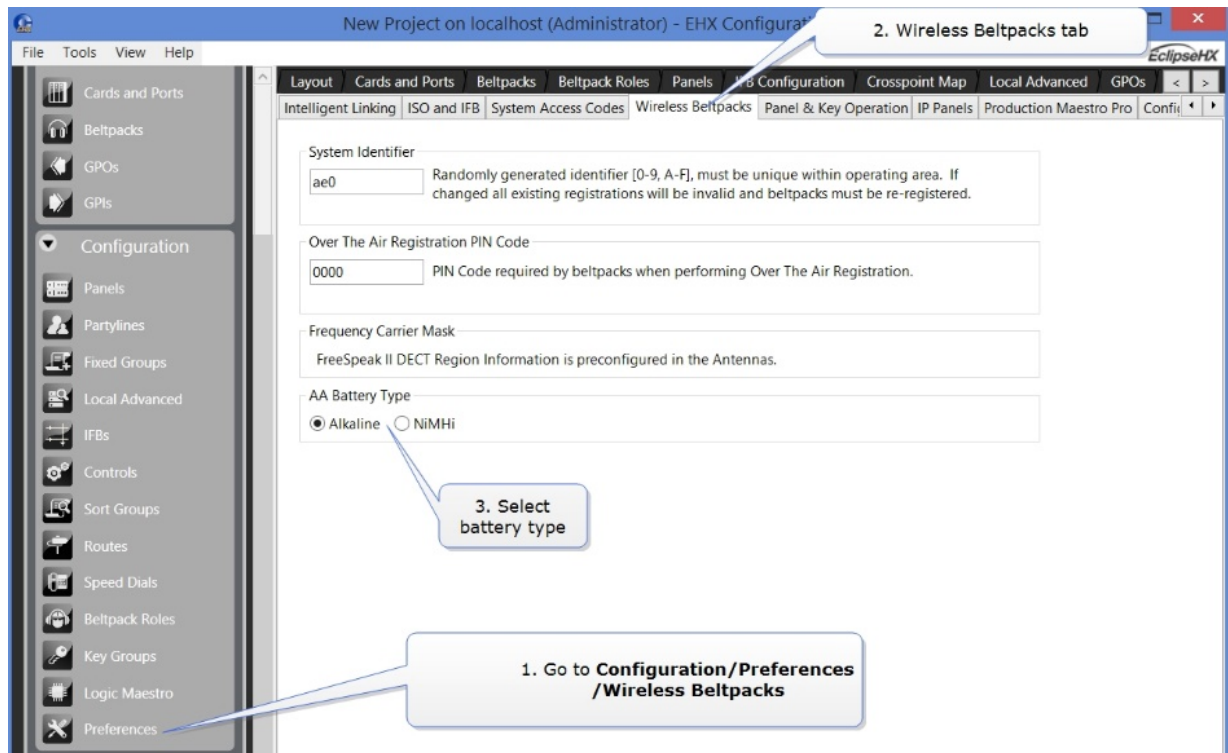 New Project on localhost (Administrator) - EHX Configurati
2. Wireless Beltpacks tab
File Tools View Help
EclipseHX
Cards and Ports
Beltpacks
GPOs
GPIs
Configuration
Panels
Partylines
Fixed Groups
Local Advanced
IFBs
Controls
Sort Groups
Routes
Speed Dials
Beltpack Roles
Key Groups
Logic Maestro
Preferences
Layout Cards and Ports Beltpacks Beltpack Roles Panels B Configuration Crosspoint Map Local Advanced GPOs < >
Intelligent Linking ISO and IFB System Access Codes Wireless Beltpacks Panel & Key Operation IP Panels Production Maestro Pro Config
System Identifier
ae0
Randomly generated identifier [0-9, A-F], must be unique within operating area. If
changed all existing registrations will be invalid and beltpacks must be re-registered.
Over The Air Registration PIN Code
0000
PIN Code required by beltpacks when performing Over The Air Registration.
Frequency Carrier Mask
FreeSpeak II DECT Region Information is preconfigured in the Antennas.
AA Battery Type
Alkaline NiMHi
3. Select
battery type
1. Go to Configuration/Preferences
/Wireless Beltpacks